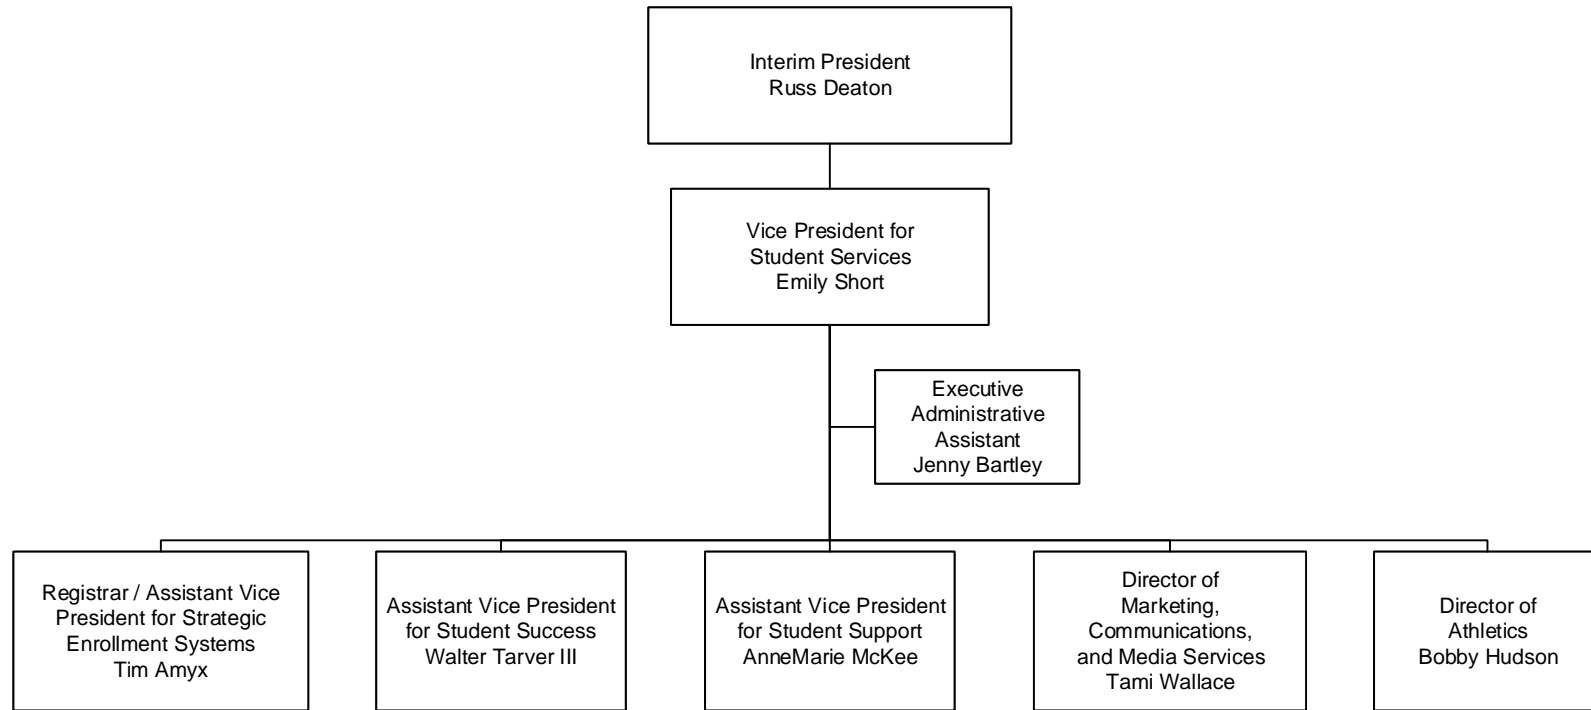 Interim President
Russ Deaton
Vice President for
Student Services
Emily Short
Executive
Administrative
Assistant
Jenny Bartley
Registrar / Assistant Vice
President for Strategic
Enrollment Systems
Tim Amyx
Assistant Vice President
for Student Success
Walter Tarver III
Assistant Vice President
for Student Support
AnneMarie McKee
Director of
Marketing,
Communications,
and Media Services
Tami Wallace
Director of
Athletics
Bobby Hudson